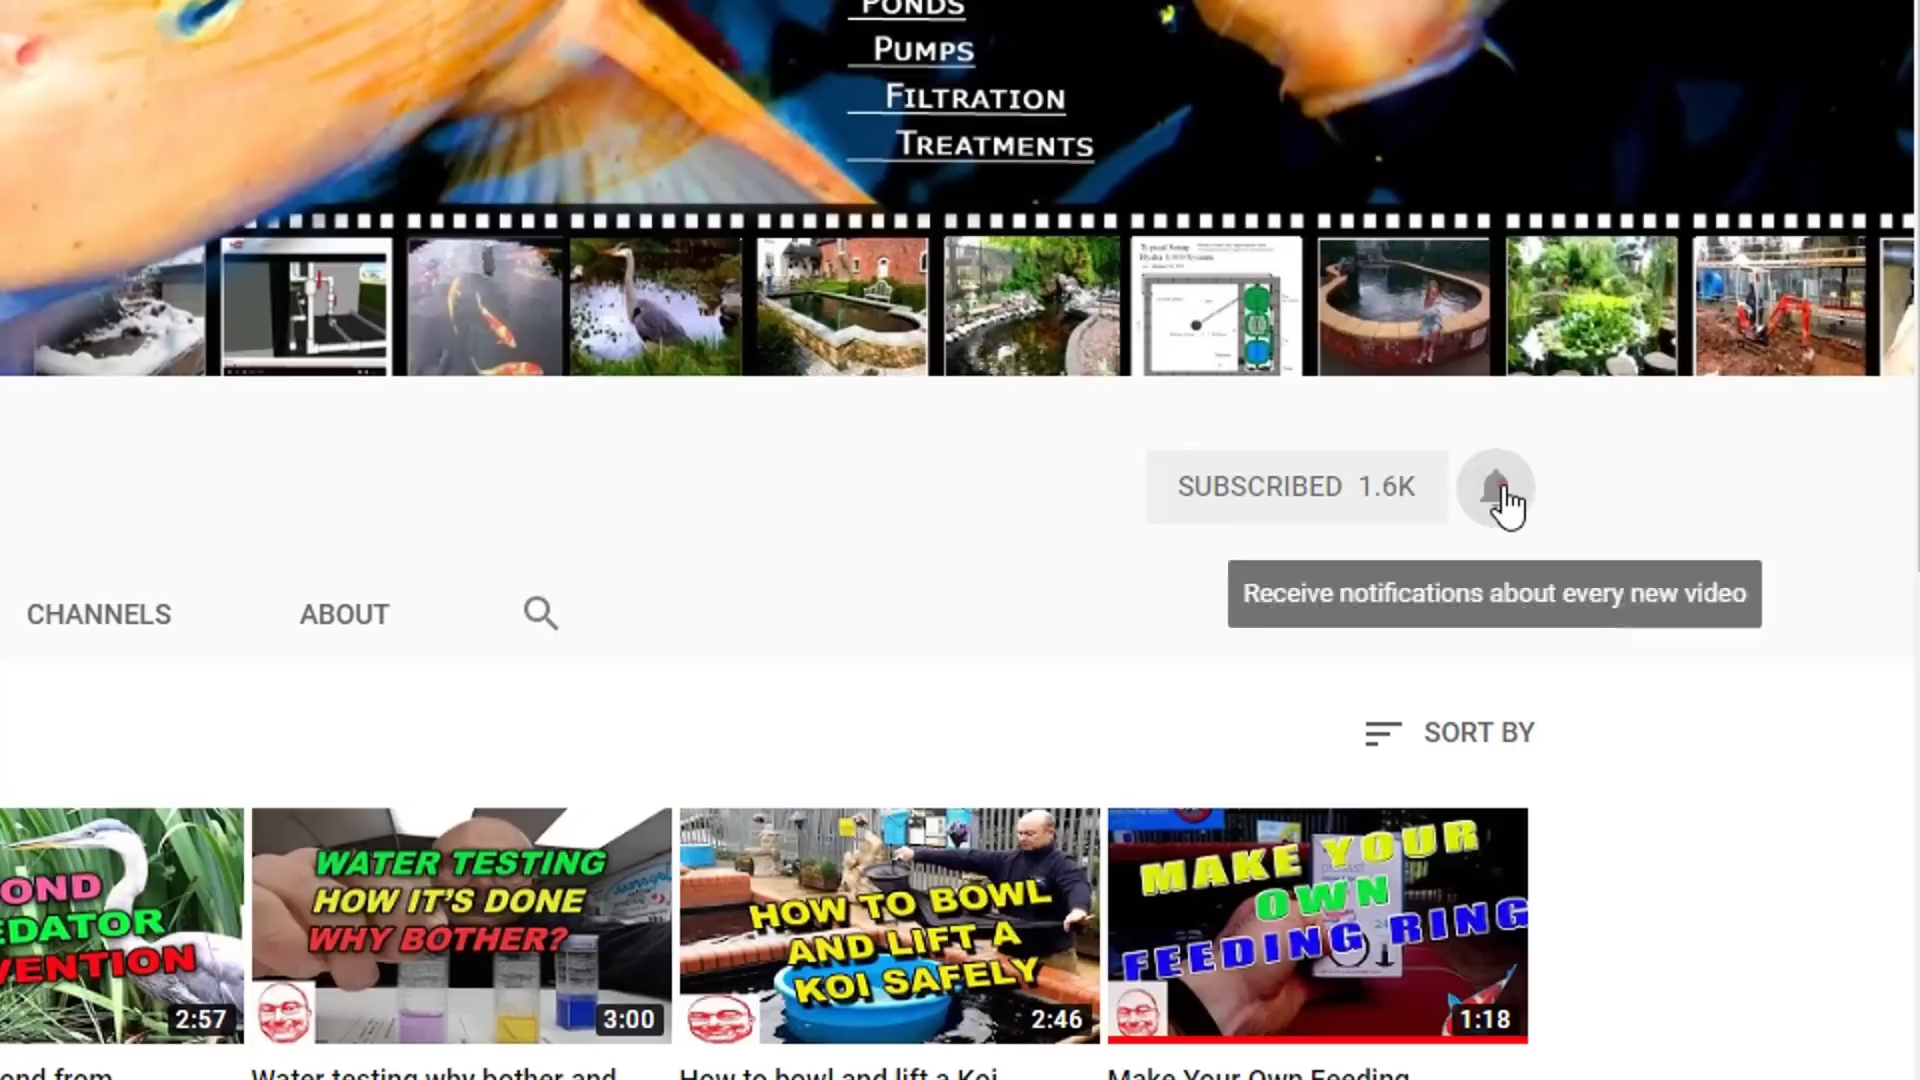 PONDS
PUMPS
FILTRATION
TREATMENTS
SUBSCRIBED 1.6K
Receive notifications about every new video
CHANNELS
ABOUT
SORT BY
OND
EDATOR
VENTION
2:57
WATER TESTING
HOW IT'S DONE
WHY BOTHER?
3:00
HOW TO BOWL
AND LIFT A
KOI SAFELY
2:46
MAKE YOUR
OWN
FEEDING RING
1:18
ond from
Water testing why bother and
How to bowl and lift a Koi
Make Your Own Feeding